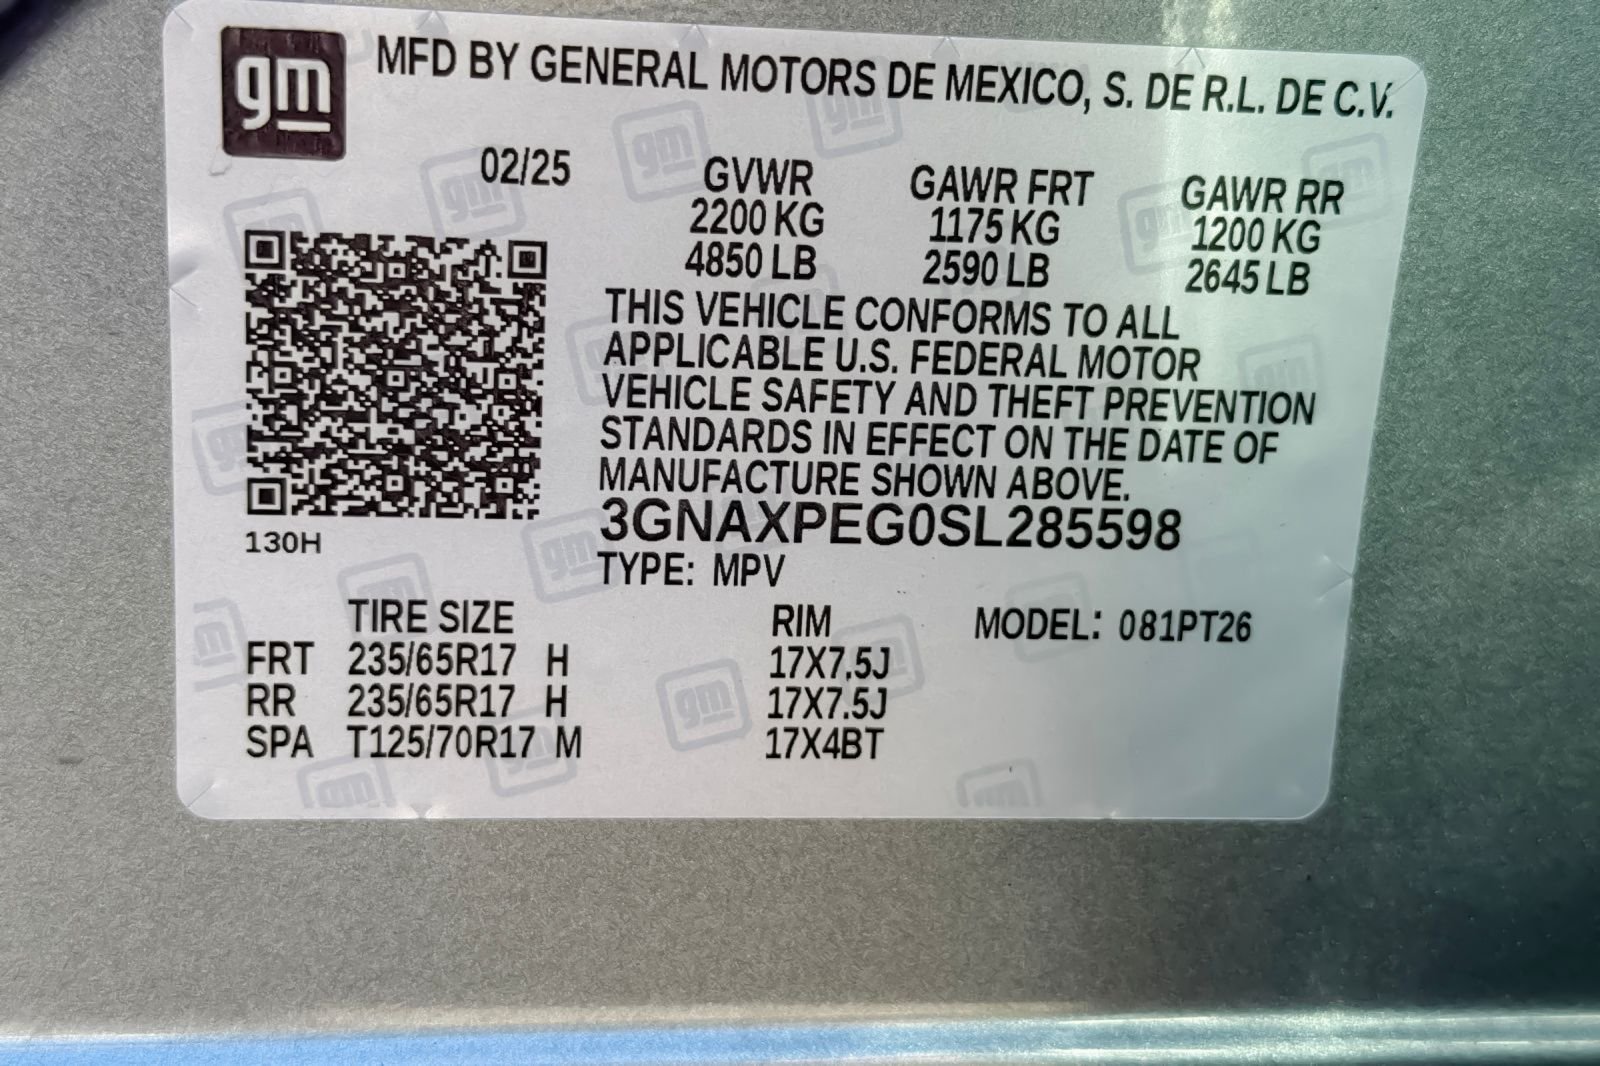 gm MFD BY GENERAL MOTORS DE MEXICO, S. DE R.L. DE C.V.
02/25 GVWR GAWR FRT GAWR RR
2200 KG 1175 KG 1200 KG
4850 LB 2590 LB 2645 LB
THIS VEHICLE CONFORMS TO ALL
APPLICABLE U.S. FEDERAL MOTOR
VEHICLE SAFETY AND THEFT PREVENTION
STANDARDS IN EFFECT ON THE DATE OF
MANUFACTURE SHOWN ABOVE.
3GNAXPEG0SL285598
130H
TYPE: MPV
TIRE SIZE RIM MODEL: 081PT26
FRT 235/65R17 H 17X7.5J
RR 235/65R17 H 17X7.5J
SPA T125/70R17 M 17X4BT